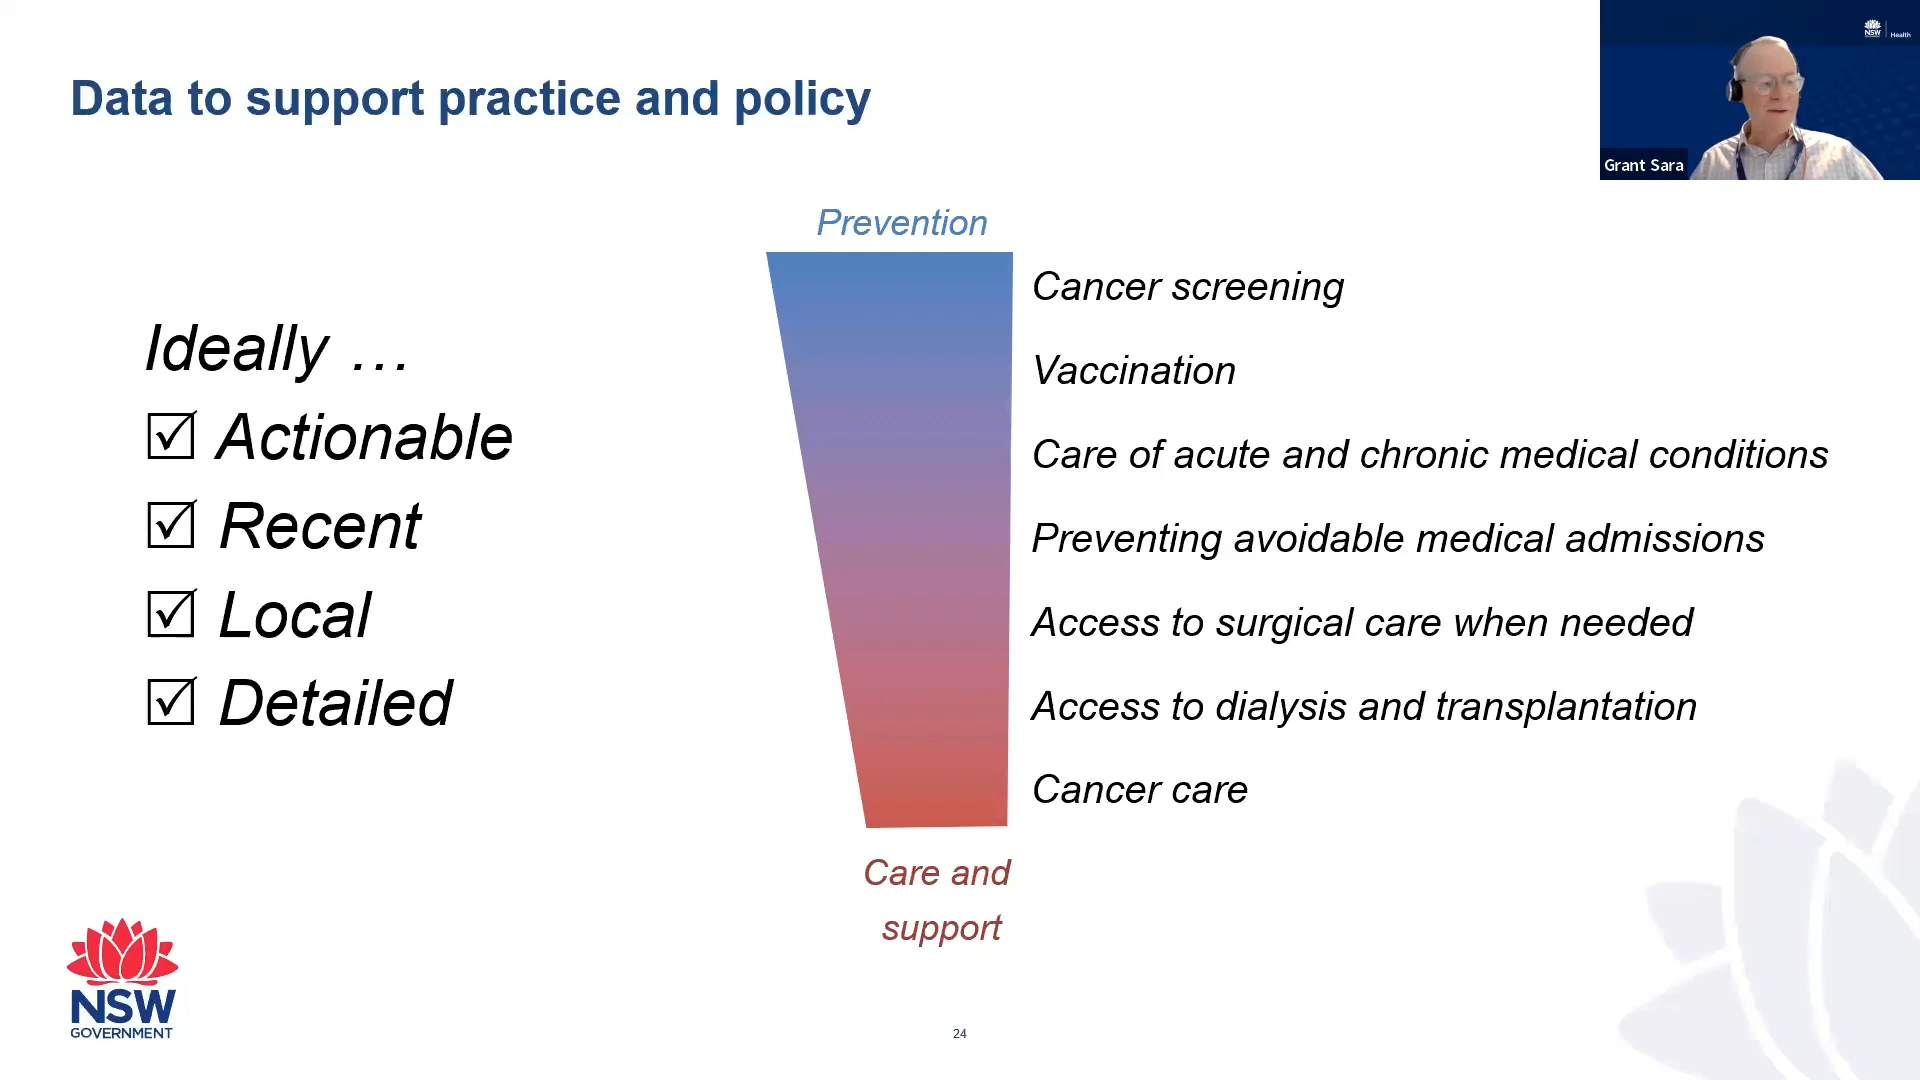 Data to support practice and policy
NSW
Health
Grant Sara
Ideally …
☑ Actionable
☑ Recent
☑ Local
☑ Detailed
Prevention
Cancer screening
Vaccination
Care of acute and chronic medical conditions
Preventing avoidable medical admissions
Access to surgical care when needed
Access to dialysis and transplantation
Cancer care
Care and
support
NSW
GOVERNMENT
24